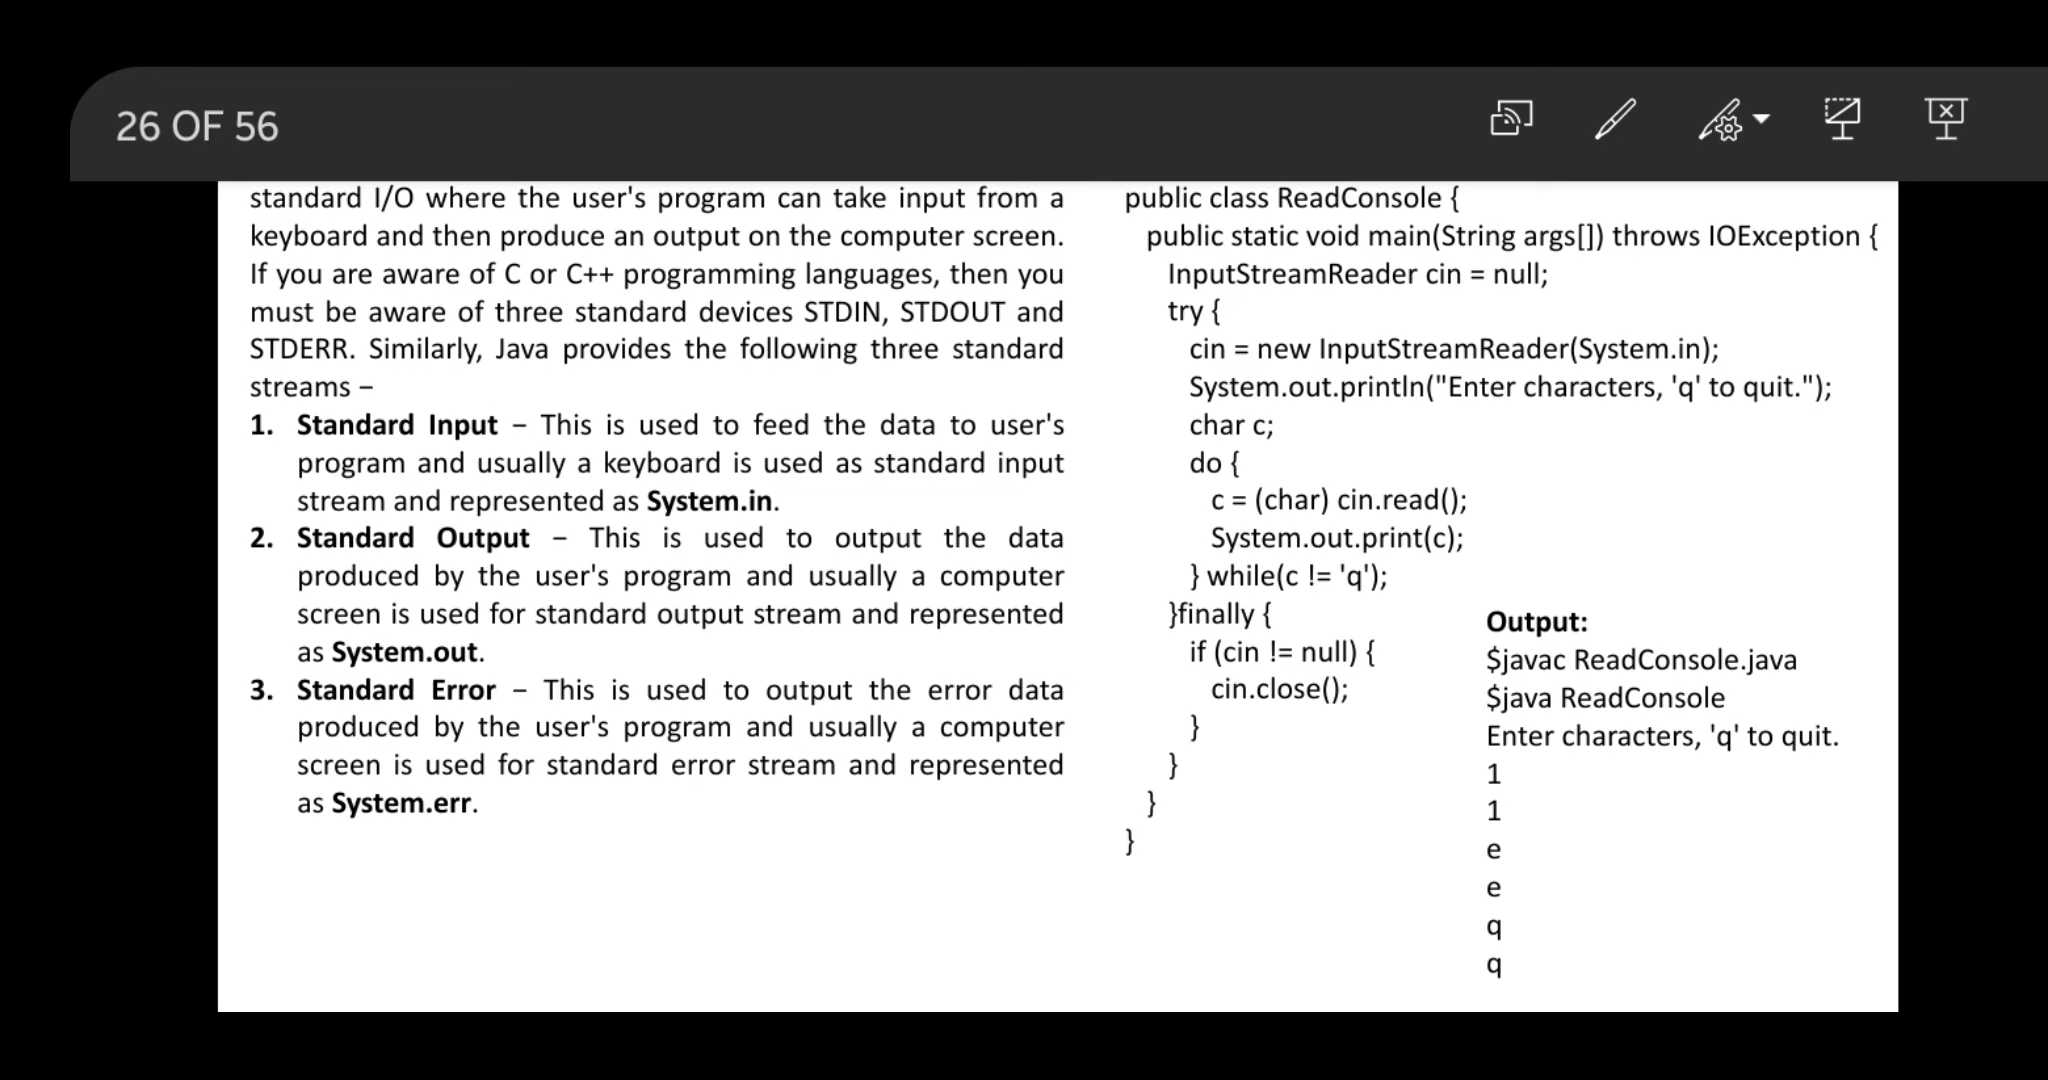 26 OF 56
standard I/O where the user's program can take input from a
keyboard and then produce an output on the computer screen.
If you are aware of C or C++ programming languages, then you
must be aware of three standard devices STDIN, STDOUT and
STDERR. Similarly, Java provides the following three standard
streams –
1. Standard Input – This is used to feed the data to user's
program and usually a keyboard is used as standard input
stream and represented as System.in.
2. Standard Output – This is used to output the data
produced by the user's program and usually a computer
screen is used for standard output stream and represented
as System.out.
3. Standard Error – This is used to output the error data
produced by the user's program and usually a computer
screen is used for standard error stream and represented
as System.err.
public class ReadConsole {
public static void main(String args[]) throws IOException {
InputStreamReader cin = null;
try {
cin = new InputStreamReader(System.in);
System.out.println("Enter characters, 'q' to quit.");
char c;
do {
c = (char) cin.read();
System.out.print(c);
} while(c != 'q');
}finally {
if (cin != null) {
cin.close();
}
}
}
}
Output:
$javac ReadConsole.java
$java ReadConsole
Enter characters, 'q' to quit.
1
1
e
e
q
q